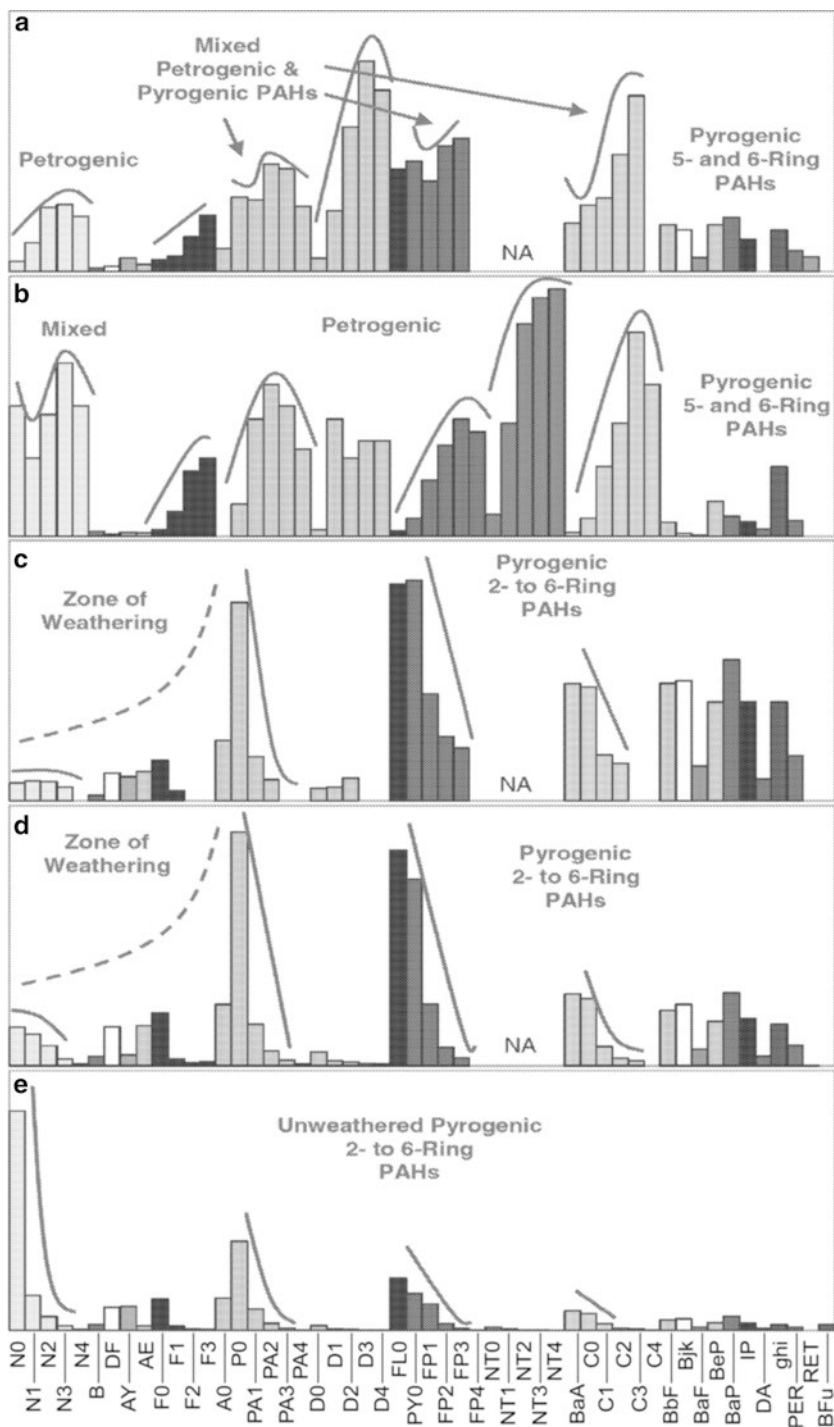 a
Mixed
Petrogenic &
Pyrogenic PAHs
Petrogenic
Pyrogenic
5- and 6-Ring
PAHs
NA
b
Mixed
Petrogenic
Pyrogenic
5- and 6-Ring
PAHs
c
Zone of
Weathering
Pyrogenic
2- to 6-Ring
PAHs
NA
d
Zone of
Weathering
Pyrogenic
2- to 6-Ring
PAHs
NA
e
Unweathered Pyrogenic
2- to 6-Ring
PAHs
N0
N1
N2
N3
N4
B
DF
AY
AE
F0
F1
F2
F3
A0
P0
PA1
PA2
PA3
PA4
D0
D1
D2
D3
D4
FL0
PY0
FP1
FP2
FP3
FP4
NT0
NT1
NT2
NT3
NT4
BaA
C0
C1
C2
C3
C4
BbF
Bjk
BaF
BeP
BaP
IP
DA
ghi
PER
RET